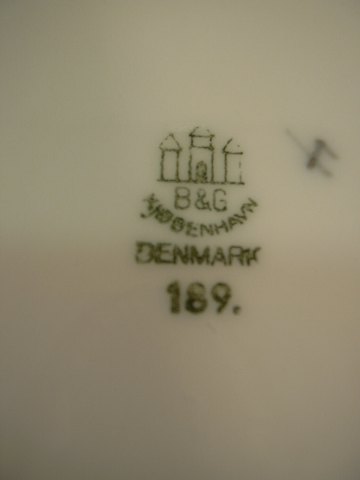 B&G
KJØBENHAVN
DENMARK
189.